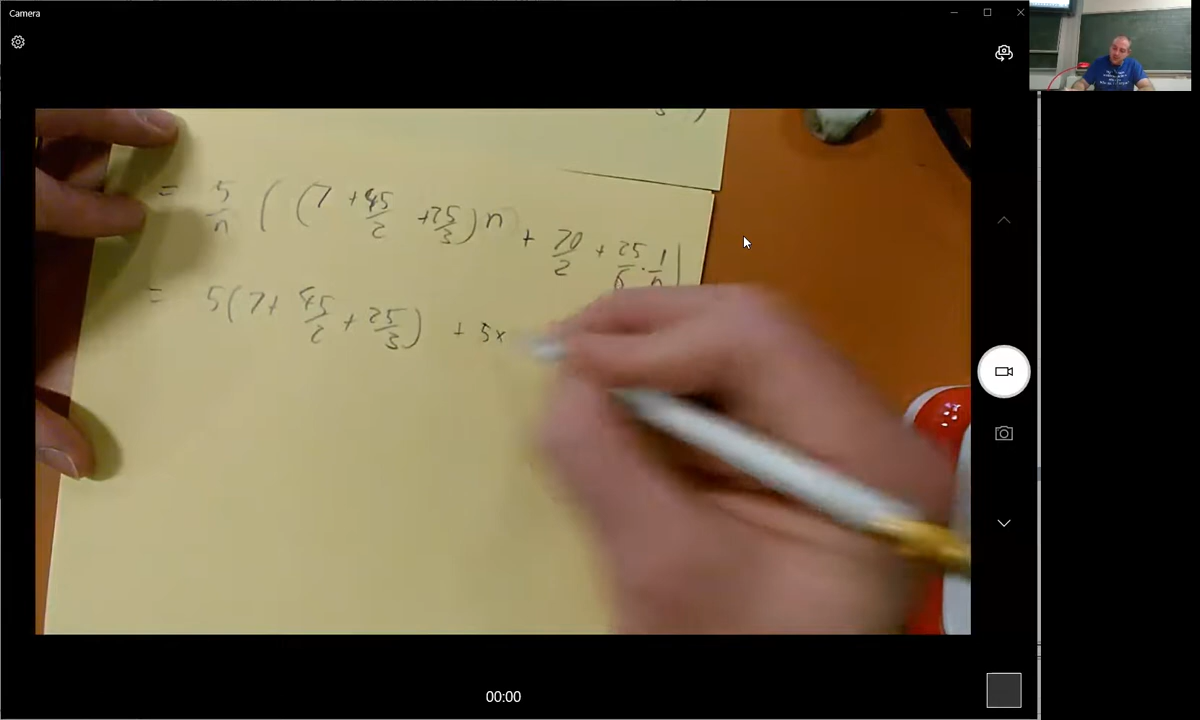 Camera
= 5/n ( (7 + 45/2 + 25/3) n + 70/2 + 25/6 · 1/n )
= 5(7 + 45/2 + 25/3) + 5x
00:00